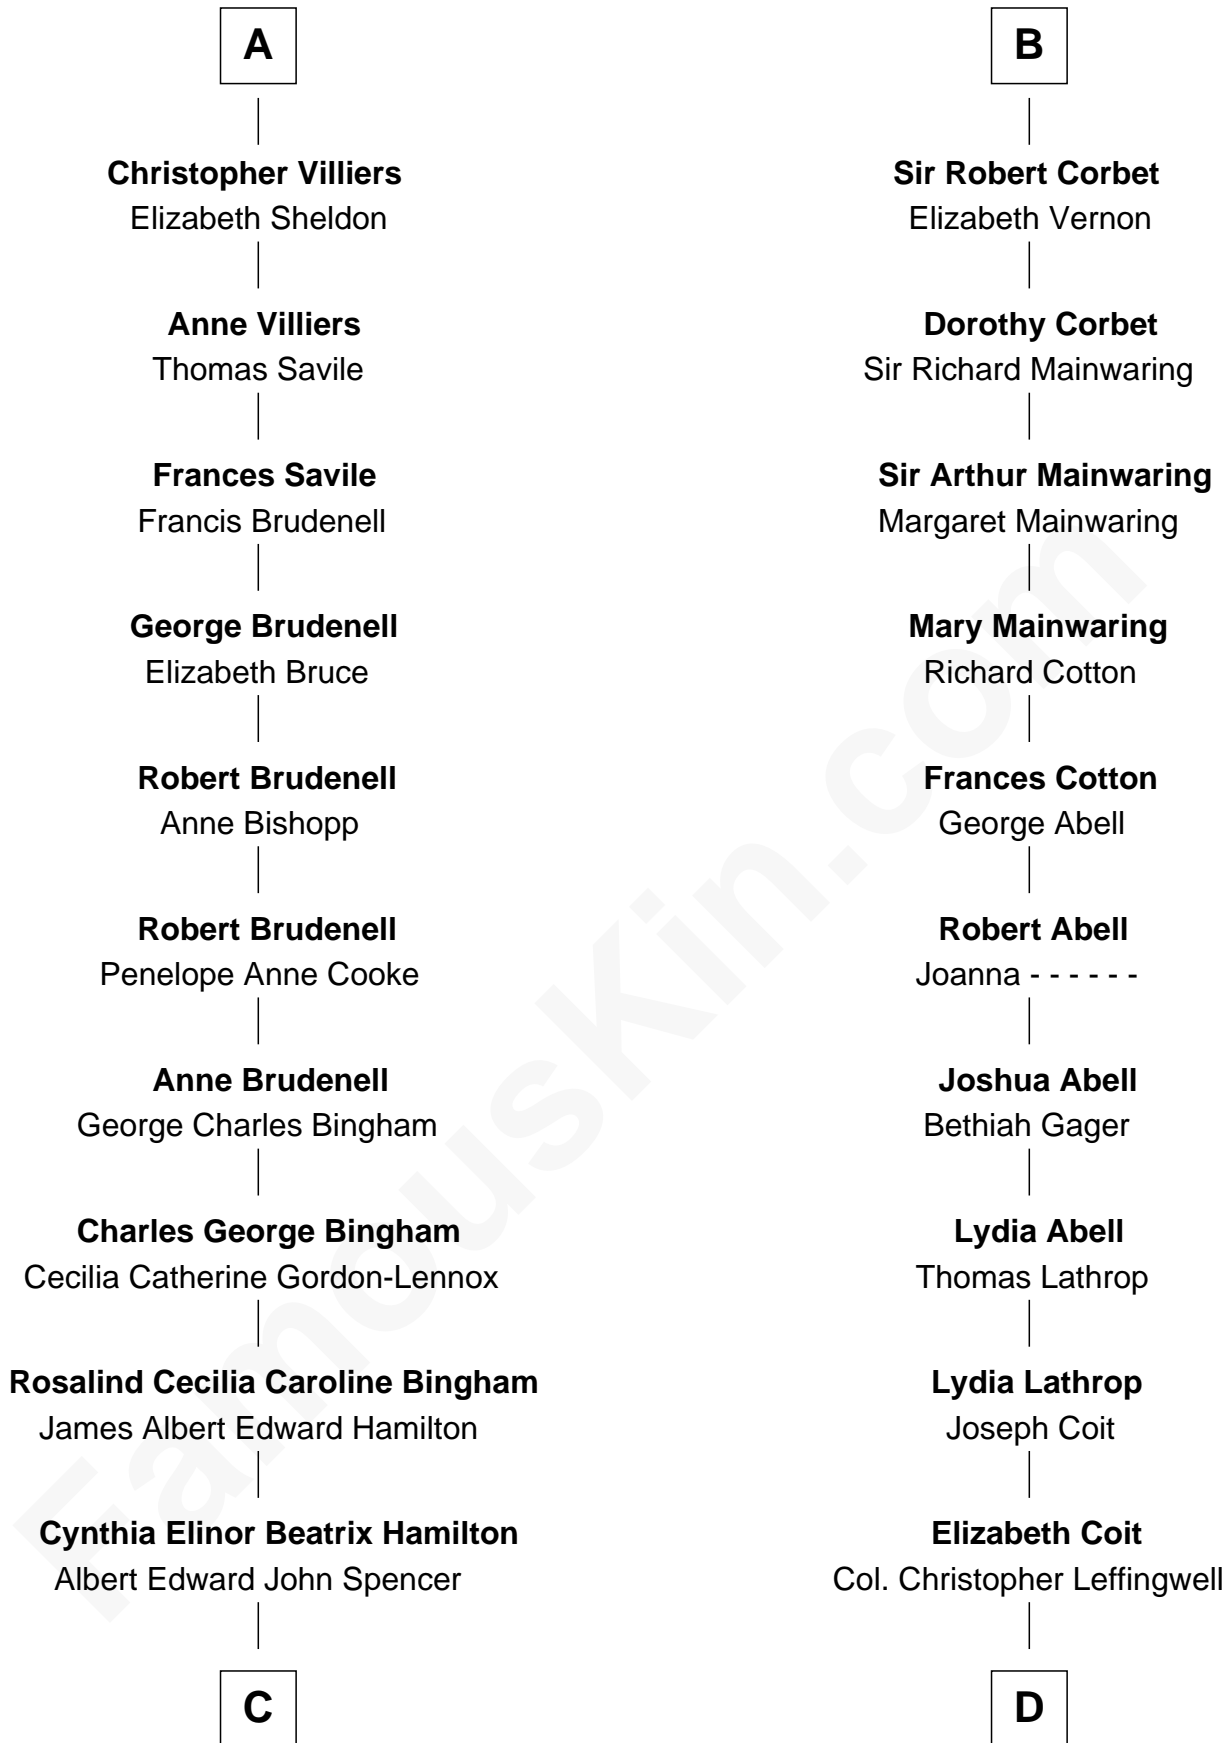 A
Christopher Villiers
Elizabeth Sheldon
Anne Villiers
Thomas Savile
Frances Savile
Francis Brudenell
George Brudenell
Elizabeth Bruce
Robert Brudenell
Anne Bishopp
Robert Brudenell
Penelope Anne Cooke
Anne Brudenell
George Charles Bingham
Charles George Bingham
Cecilia Catherine Gordon-Lennox
Rosalind Cecilia Caroline Bingham
James Albert Edward Hamilton
Cynthia Elinor Beatrix Hamilton
Albert Edward John Spencer
C
B
Sir Robert Corbet
Elizabeth Vernon
Dorothy Corbet
Sir Richard Mainwaring
Sir Arthur Mainwaring
Margaret Mainwaring
Mary Mainwaring
Richard Cotton
Frances Cotton
George Abell
Robert Abell
Joanna - - - - - -
Joshua Abell
Bethiah Gager
Lydia Abell
Thomas Lathrop
Lydia Lathrop
Joseph Coit
Elizabeth Coit
Col. Christopher Leffingwell
D
FamousKin.com